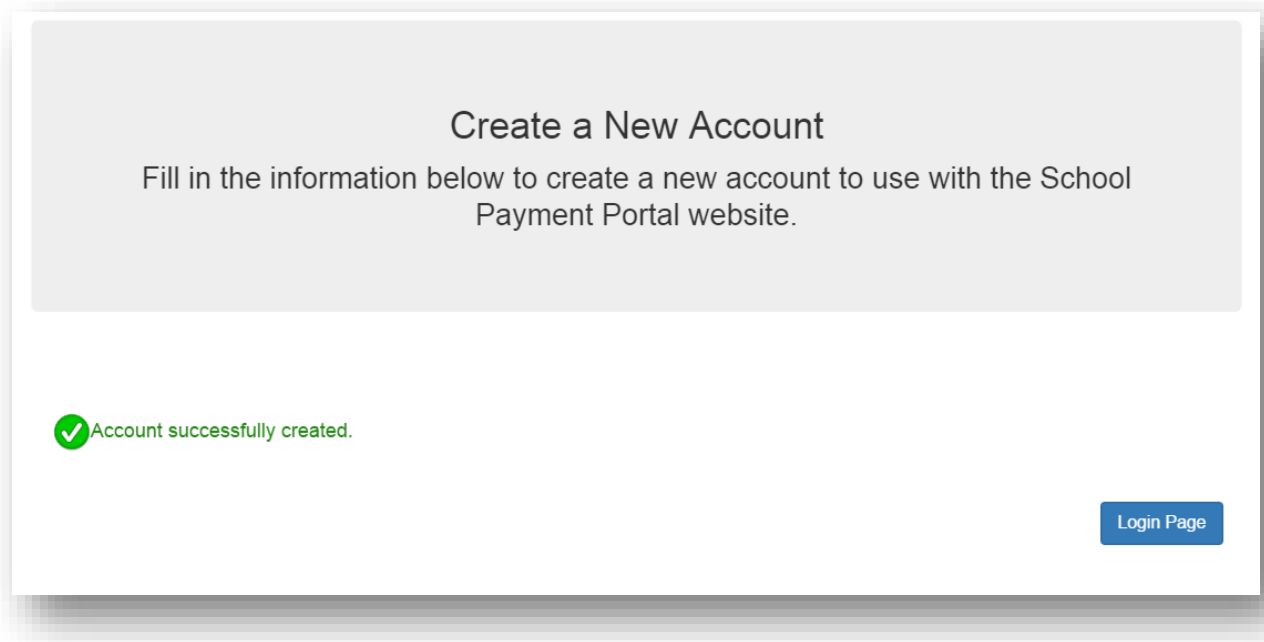 Create a New Account
Fill in the information below to create a new account to use with the School
Payment Portal website.
Account successfully created.
Login Page